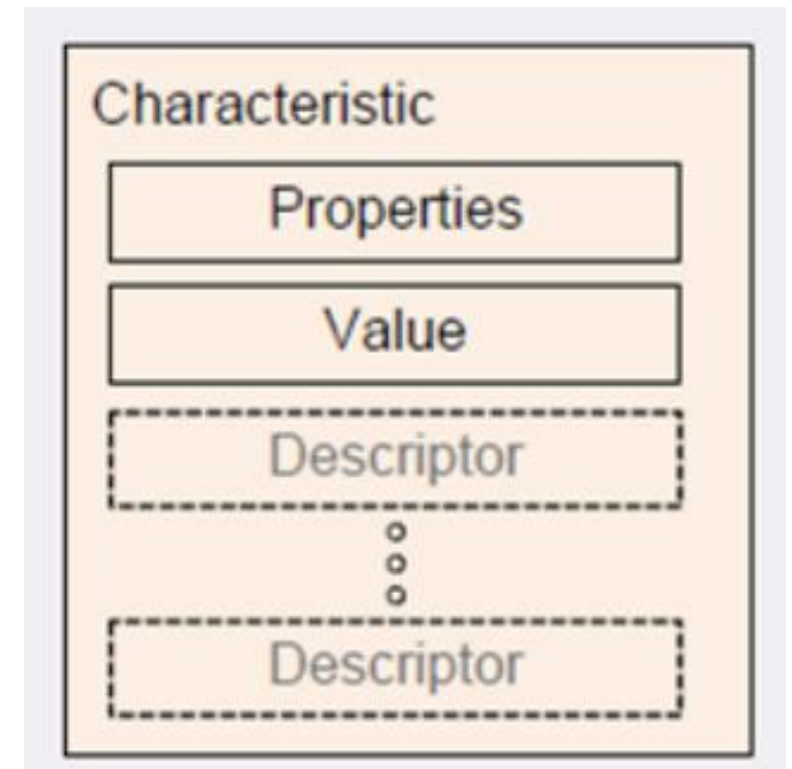 Characteristic
Properties
Value
Descriptor
Descriptor